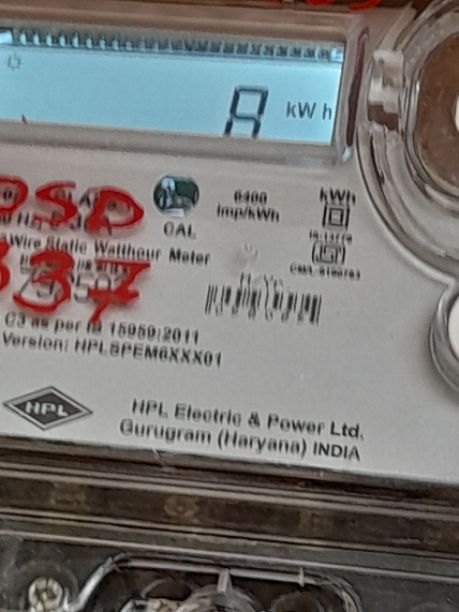 8 kWh
DSD
6400
imp/kWh
kWh
CAL
Wire Static Watthour Meter
337
C3 as per IS 15959:2011
Version: HPLSPEM6XXX01
HPL
HPL Electric & Power Ltd.
Gurugram (Haryana) INDIA